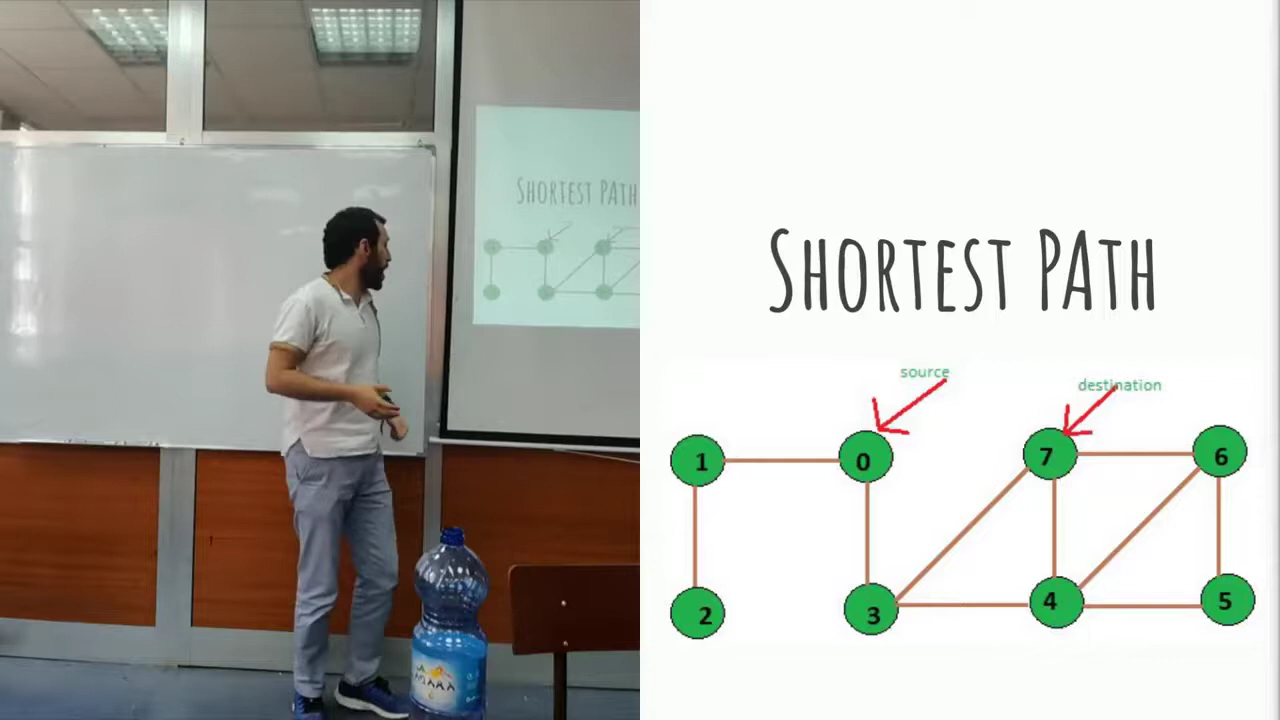 SHORTEST PATH
SHORTEST PATH
source
destination
1 0 7 6
2 3 4 5